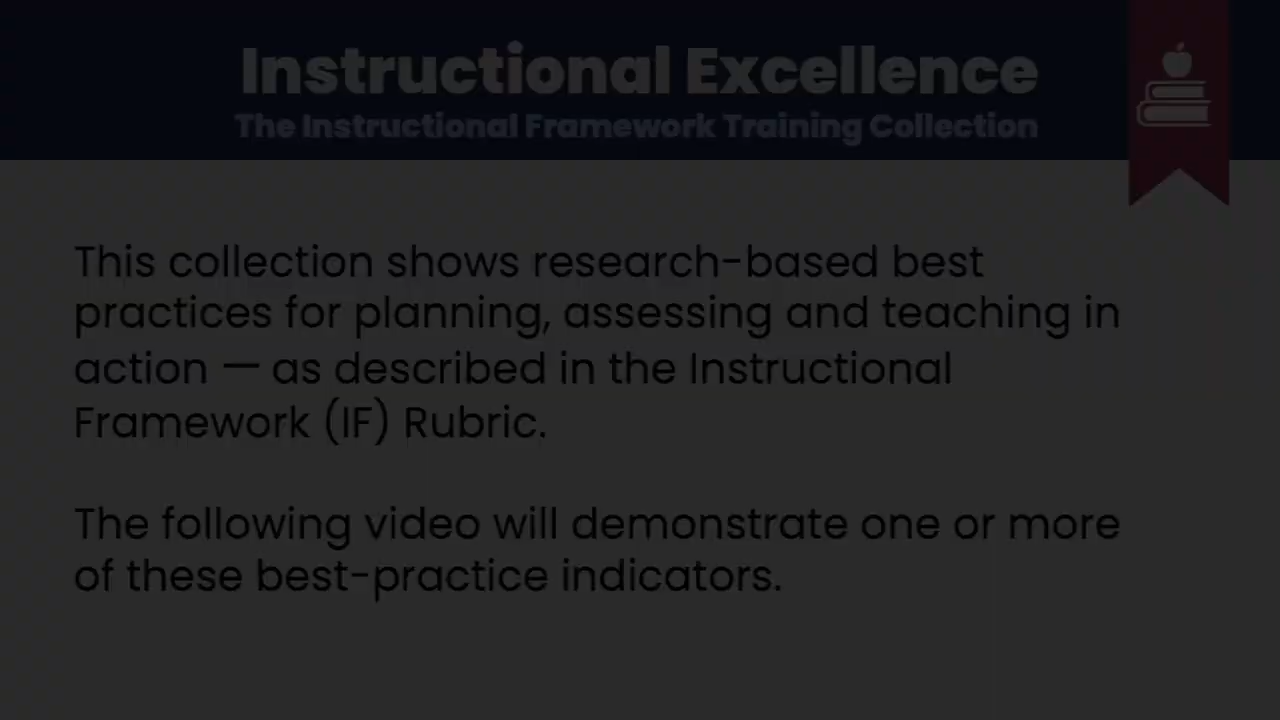 Instructional Excellence
The Instructional Framework Training Collection
This collection shows research-based best
practices for planning, assessing and teaching in
action — as described in the Instructional
Framework (IF) Rubric.
The following video will demonstrate one or more
of these best-practice indicators.